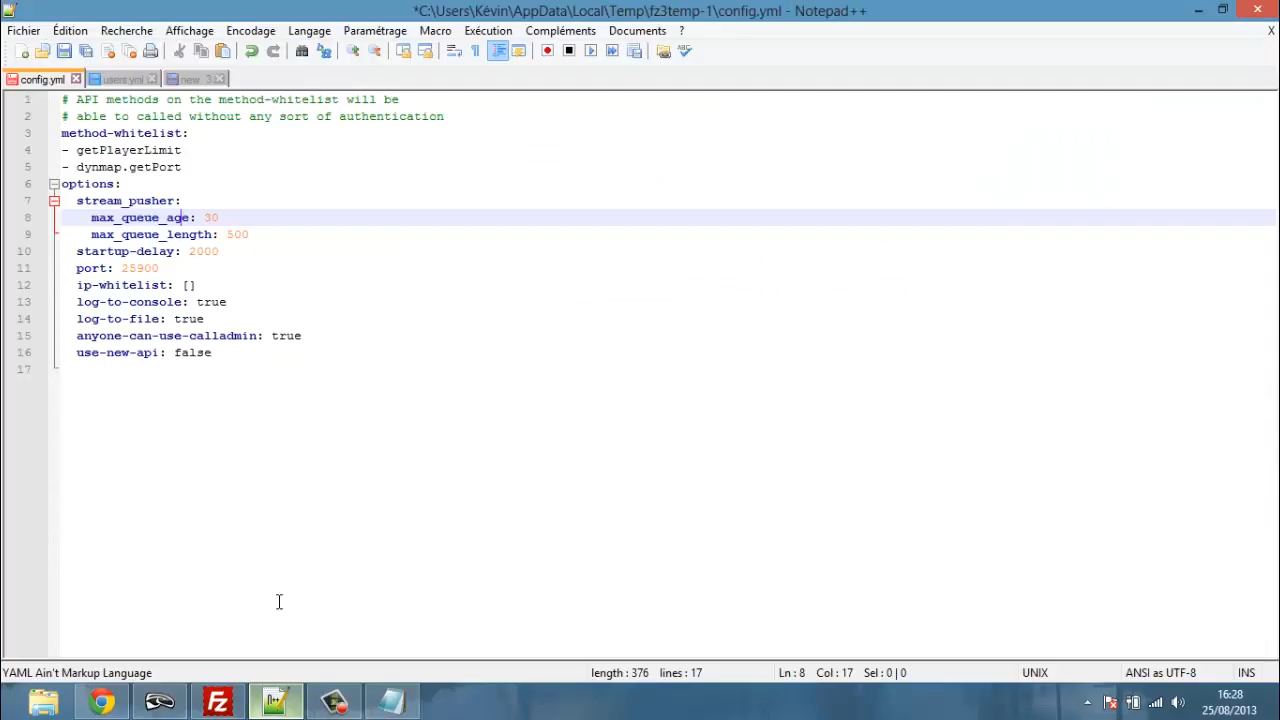 *C:\Users\Kévin\AppData\Local\Temp\fz3temp-1\config.yml - Notepad++
Fichier Édition Recherche Affichage Encodage Langage Paramétrage Macro Exécution Compléments Documents ? X
config.yml users.yml new 3
1 # API methods on the method-whitelist will be
2 # able to called without any sort of authentication
3 method-whitelist:
4 - getPlayerLimit
5 - dynmap.getPort
6 options:
7 stream_pusher:
8 max_queue_age: 30
9 max_queue_length: 500
10 startup-delay: 2000
11 port: 25900
12 ip-whitelist: []
13 log-to-console: true
14 log-to-file: true
15 anyone-can-use-calladmin: true
16 use-new-api: false
17
YAML Ain't Markup Language length : 376 lines : 17 Ln : 8 Col : 17 Sel : 0 | 0 UNIX ANSI as UTF-8 INS
16:28
25/08/2013